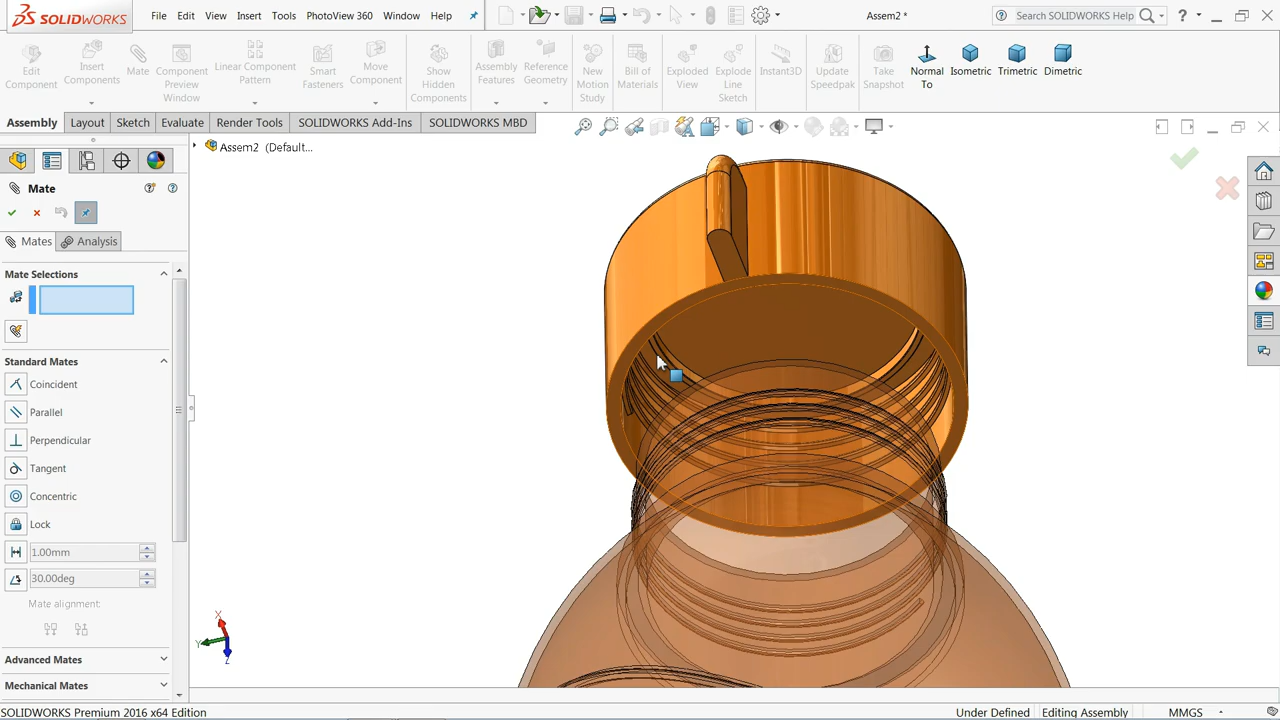 SOLIDWORKS File Edit View Insert Tools PhotoView 360 Window Help Assem2 * Search SOLIDWORKS Help ?
Edit Component
Insert Components
Mate
Component Preview Window
Linear Component Pattern
Smart Fasteners
Move Component
Show Hidden Components
Assembly Features
Reference Geometry
New Motion Study
Bill of Materials
Exploded View
Explode Line Sketch
Instant3D
Update Speedpak
Take Snapshot
Normal To
Isometric
Trimetric
Dimetric
Assembly Layout Sketch Evaluate Render Tools SOLIDWORKS Add-Ins SOLIDWORKS MBD
Assem2 (Default...
Mate
Mates Analysis
Mate Selections
Standard Mates
Coincident
Parallel
Perpendicular
Tangent
Concentric
Lock
1.00mm
30.00deg
Mate alignment:
Advanced Mates
Mechanical Mates
X
Y
Z
SOLIDWORKS Premium 2016 x64 Edition Under Defined Editing Assembly MMGS